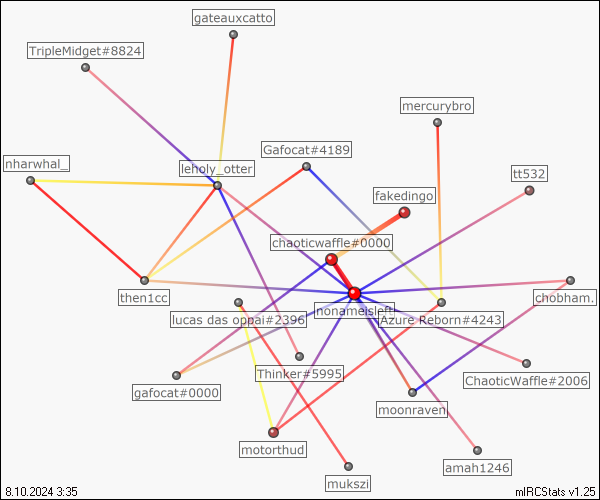 gateauxcatto
TripleMidget#8824
mercurybro
Gafocat#4189
nharwhal_
leholy_otter
tt532
fakedingo
chaoticwaffle#0000
then1cc
nonameisleft
chobham.
lucas das oppai#2396
Azure Reborn#4243
Thinker#5995
ChaoticWaffle#2006
gafocat#0000
moonraven
motorthud
amah1246
mukszi
8.10.2024 3:35
mIRCStats v1.25